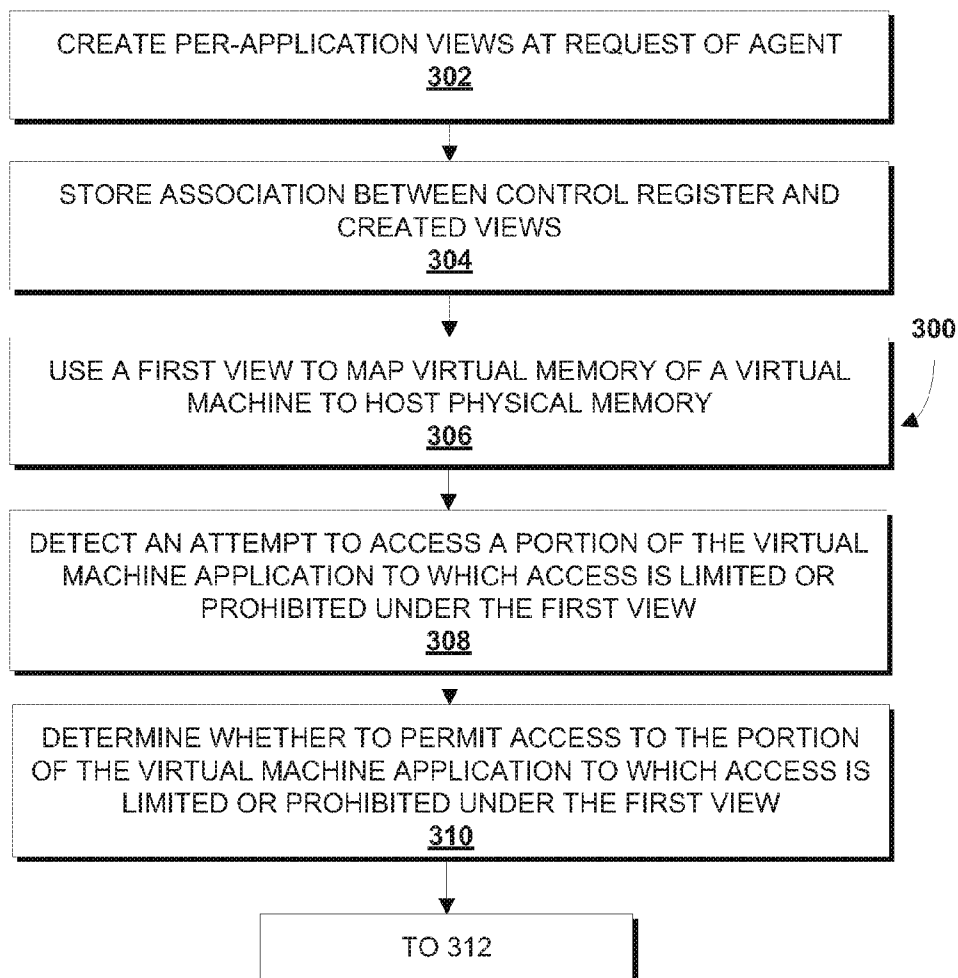 CREATE PER-APPLICATION VIEWS AT REQUEST OF AGENT
302
STORE ASSOCIATION BETWEEN CONTROL REGISTER AND
CREATED VIEWS
304
300
USE A FIRST VIEW TO MAP VIRTUAL MEMORY OF A VIRTUAL
MACHINE TO HOST PHYSICAL MEMORY
306
DETECT AN ATTEMPT TO ACCESS A PORTION OF THE VIRTUAL
MACHINE APPLICATION TO WHICH ACCESS IS LIMITED OR
PROHIBITED UNDER THE FIRST VIEW
308
DETERMINE WHETHER TO PERMIT ACCESS TO THE PORTION
OF THE VIRTUAL MACHINE APPLICATION TO WHICH ACCESS IS
LIMITED OR PROHIBITED UNDER THE FIRST VIEW
310
TO 312